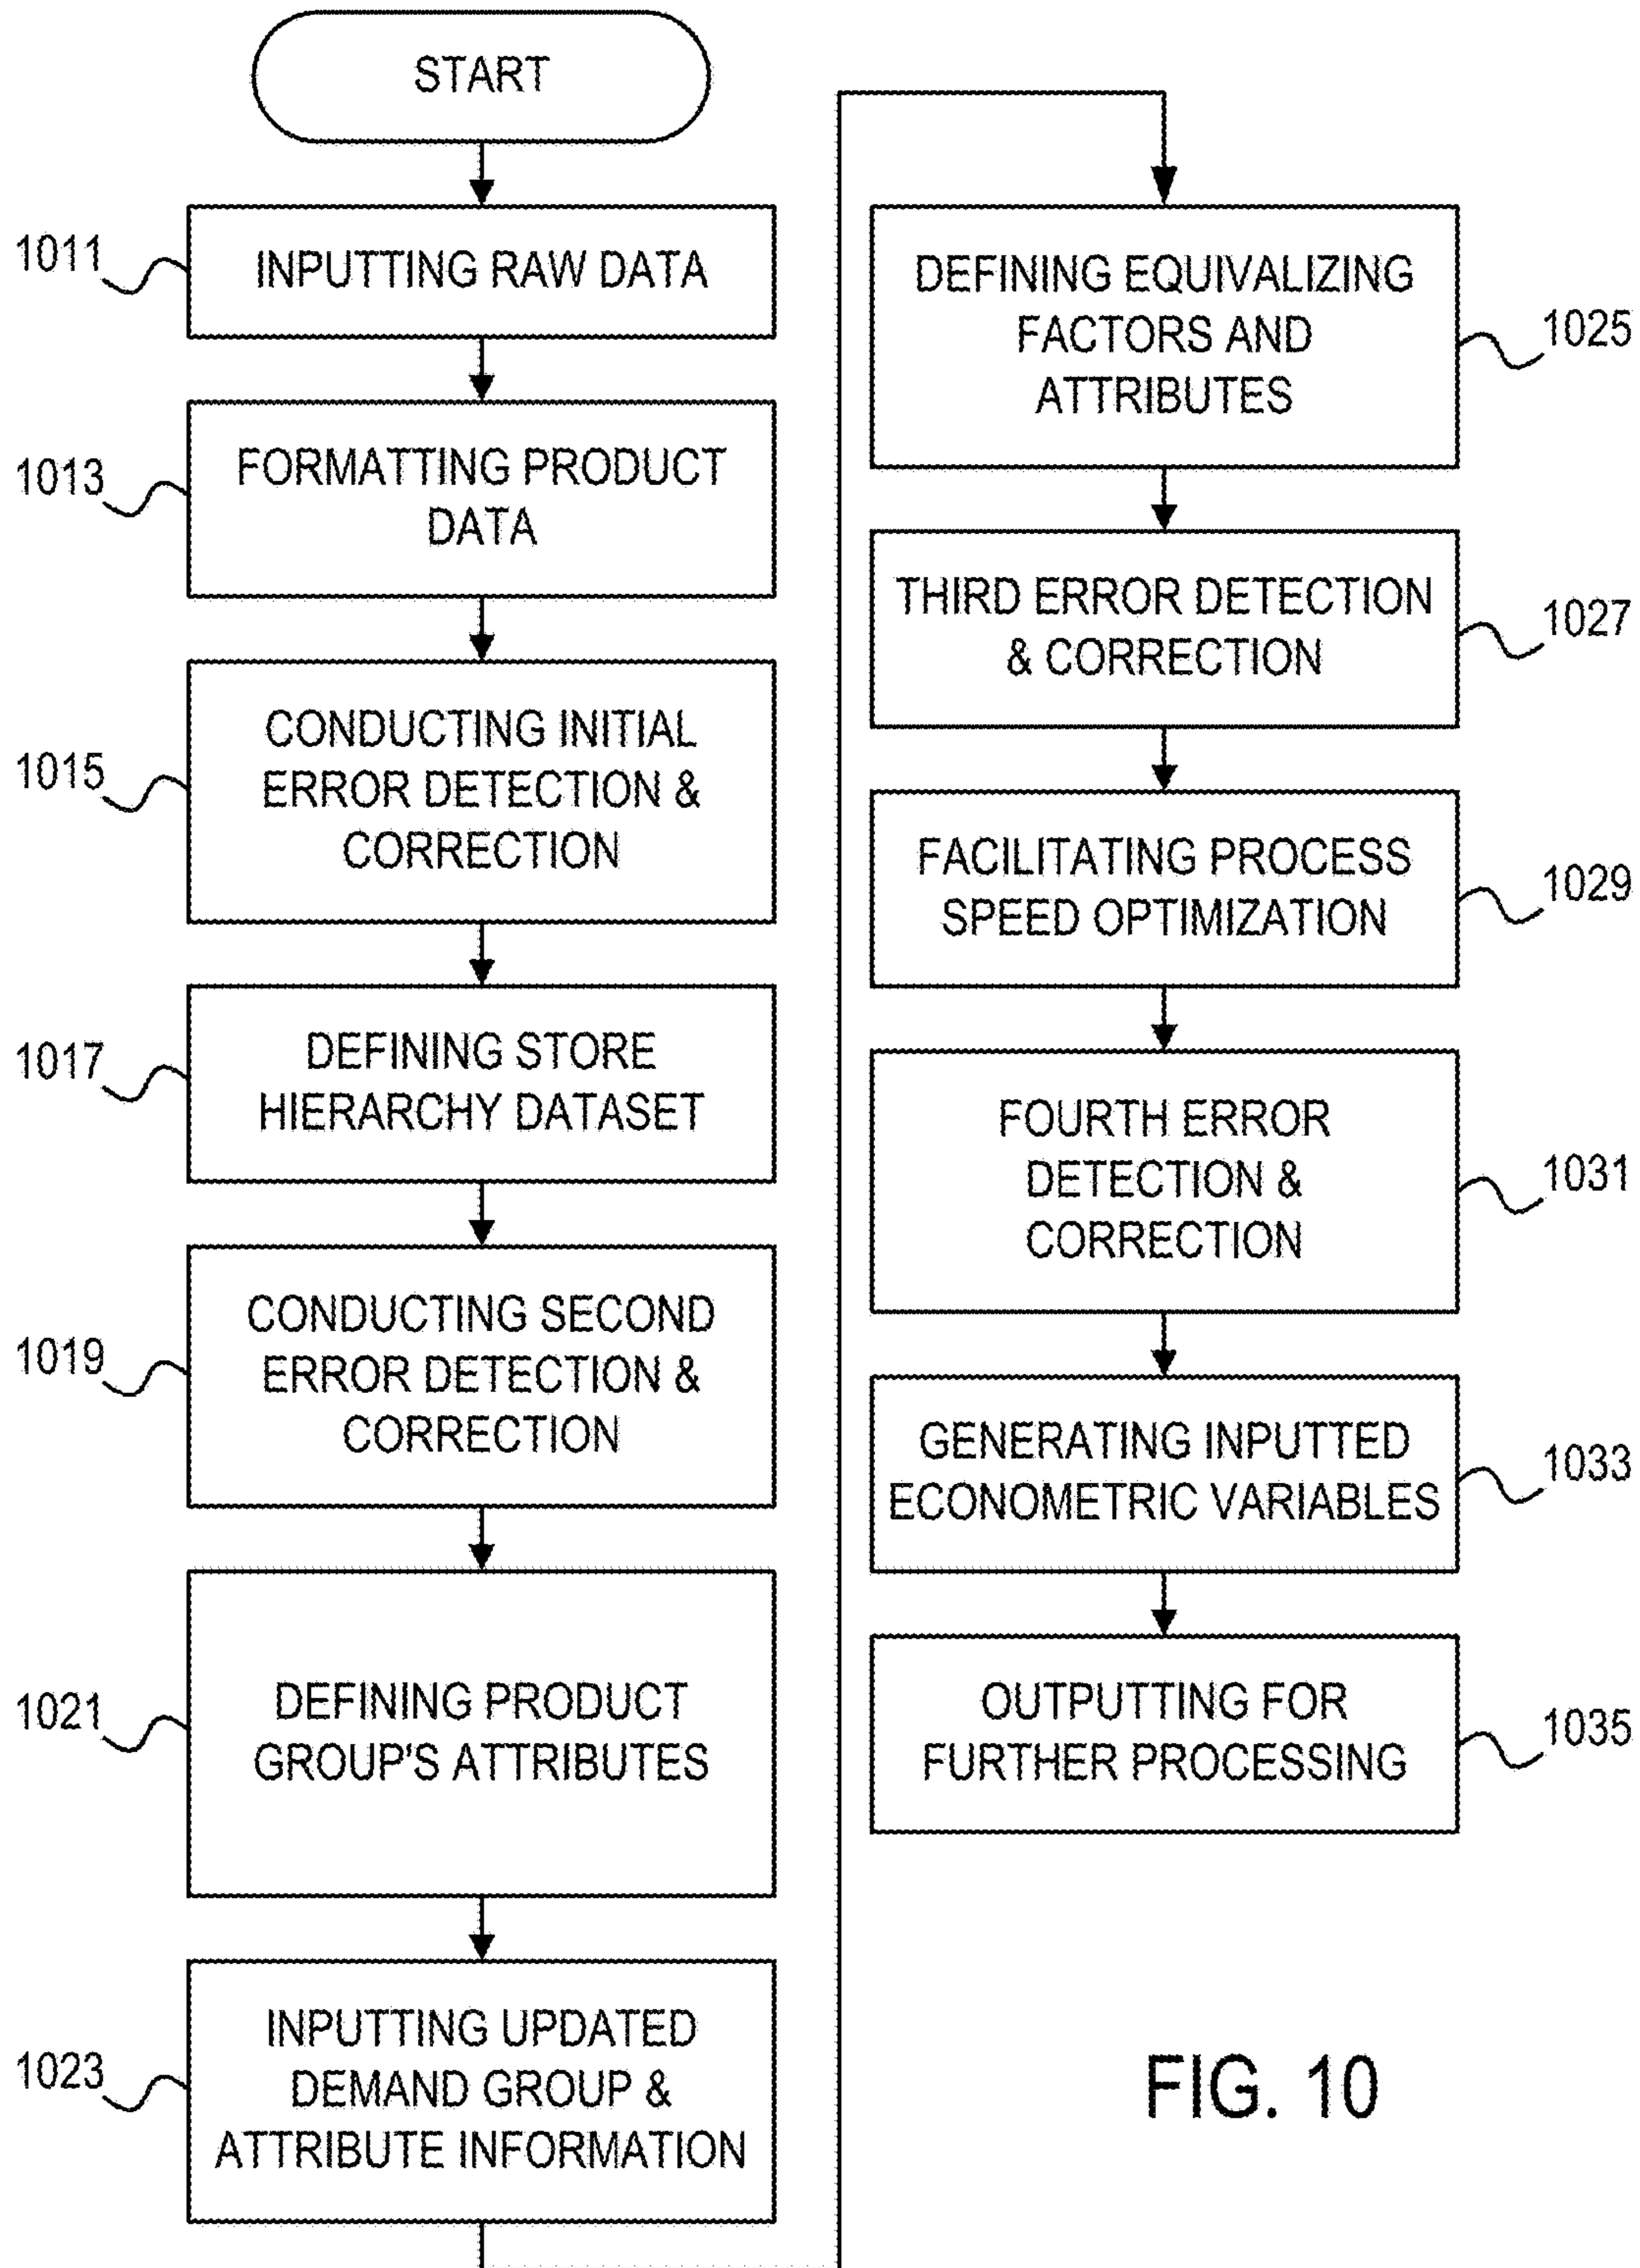 START
1011
INPUTTING RAW DATA
1013
FORMATTING PRODUCT
DATA
1015
CONDUCTING INITIAL
ERROR DETECTION &
CORRECTION
1017
DEFINING STORE
HIERARCHY DATASET
1019
CONDUCTING SECOND
ERROR DETECTION &
CORRECTION
1021
DEFINING PRODUCT
GROUP'S ATTRIBUTES
1023
INPUTTING UPDATED
DEMAND GROUP &
ATTRIBUTE INFORMATION
DEFINING EQUIVALIZING
FACTORS AND
ATTRIBUTES
1025
THIRD ERROR DETECTION
& CORRECTION
1027
FACILITATING PROCESS
SPEED OPTIMIZATION
1029
FOURTH ERROR
DETECTION &
CORRECTION
1031
GENERATING INPUTTED
ECONOMETRIC VARIABLES
1033
OUTPUTTING FOR
FURTHER PROCESSING
1035
FIG. 10